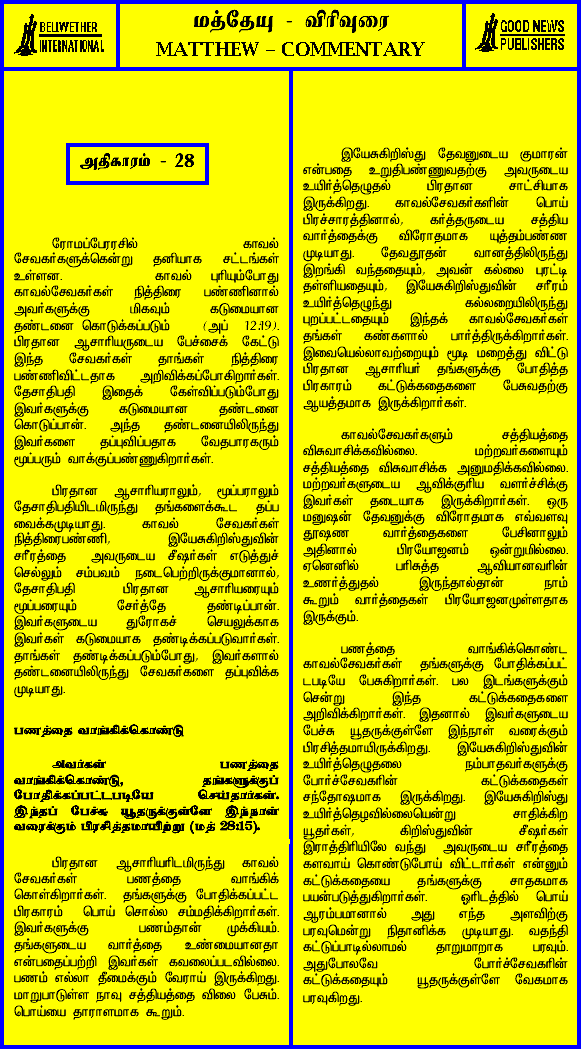 BELLWETHER
INTERNATIONAL
மத்தேயு - விரிவுரை
MATTHEW – COMMENTARY
GOOD NEWS
PUBLISHERS
அதிகாரம் - 28
ரோமப்பேரரசில் காவல்
சேவகர்களுக்கென்று தனியாக சட்டங்கள்
உள்ளன. காவல் புரியும்போது
காவல்சேவகர்கள் நித்திரை பண்ணினால்
அவர்களுக்கு மிகவும் கடுமையான
தண்டனை கொடுக்கப்படும் (அப் 12:19).
பிரதான ஆசாரியருடைய பேச்சைக் கேட்டு
இந்த சேவகர்கள் தாங்கள் நித்திரை
பண்ணிவிட்டதாக அறிவிக்கப்போகிறார்கள்.
தேசாதிபதி இதைக் கேள்விப்படும்போது
இவர்களுக்கு கடுமையான தண்டனை
கொடுப்பான். அந்த தண்டனையிலிருந்து
இவர்களை தப்புவிப்பதாக வேதபாரகரும்
மூப்பரும் வாக்குப்பண்ணுகிறார்கள்.
பிரதான ஆசாரியராலும், மூப்பராலும்
தேசாதிபதியிடமிருந்து தங்களைக்கூட தப்ப
வைக்கமுடியாது. காவல் சேவகர்கள்
நித்திரைபண்ணி, இயேசுகிறிஸ்துவின்
சரீரத்தை அவருடைய சீஷர்கள் எடுத்துச்
செல்லும் சம்பவம் நடைபெற்றிருக்குமானால்,
தேசாதிபதி பிரதான ஆசாரியரையும்
மூப்பரையும் சேர்த்தே தண்டிப்பான்.
இவர்களுடைய துரோகச் செயலுக்காக
இவர்கள் கடுமையாக தண்டிக்கப்படுவார்கள்.
தாங்கள் தண்டிக்கப்படும்போது, இவர்களால்
தண்டனையிலிருந்து சேவகர்களை தப்புவிக்க
முடியாது.
பணத்தை வாங்கிக்கொண்டு
அவர்கள் பணத்தை
வாங்கிக்கொண்டு, தங்களுக்குப்
போதிக்கப்பட்டபடியே செய்தார்கள்.
இந்தப் பேச்சு யூதருக்குள்ளே இந்நாள்
வரைக்கும் பிரசித்தமாயிற்று (மத் 28:15).
பிரதான ஆசாரியரிடமிருந்து காவல்
சேவகர்கள் பணத்தை வாங்கிக்
கொள்கிறார்கள். தங்களுக்கு போதிக்கப்பட்ட
பிரகாரம் பொய் சொல்ல சம்மதிக்கிறார்கள்.
இவர்களுக்கு பணம்தான் முக்கியம்.
தங்களுடைய வார்த்தை உண்மையானதா
என்பதைப்பற்றி இவர்கள் கவலைப்படவில்லை.
பணம் எல்லா தீமைக்கும் வேராய் இருக்கிறது.
மாறுபாடுள்ள நாவு சத்தியத்தை விலை பேசும்.
பொய்யை தாராளமாக கூறும்.
இயேசுகிறிஸ்து தேவனுடைய குமாரன்
என்பதை உறுதிபண்ணுவதற்கு அவருடைய
உயிர்த்தெழுதல் பிரதான சாட்சியாக
இருக்கிறது. காவல்சேவகர்களின் பொய்
பிரச்சாரத்தினால், கர்த்தருடைய சத்திய
வார்த்தைக்கு விரோதமாக யுத்தம்பண்ண
முடியாது. தேவதூதன் வானத்திலிருந்து
இறங்கி வந்ததையும், அவன் கல்லை புரட்டி
தள்ளியதையும், இயேசுகிறிஸ்துவின் சரீரம்
உயிர்த்தெழுந்து கல்லறையிலிருந்து
புறப்பட்டதையும் இந்தக் காவல்சேவகர்கள்
தங்கள் கண்களால் பார்த்திருக்கிறார்கள்.
இவையெல்லாவற்றையும் மூடி மறைத்து விட்டு
பிரதான ஆசாரியர் தங்களுக்கு போதித்த
பிரகாரம் கட்டுக்கதைகளை பேசுவதற்கு
ஆயத்தமாக இருக்கிறார்கள்.
காவல்சேவகர்களும் சத்தியத்தை
விசுவாசிக்கவில்லை. மற்றவர்களையும்
சத்தியத்தை விசுவாசிக்க அனுமதிக்கவில்லை.
மற்றவர்களுடைய ஆவிக்குரிய வளர்ச்சிக்கு
இவர்கள் தடையாக இருக்கிறார்கள். ஒரு
மனுஷன் தேவனுக்கு விரோதமாக எவ்வளவு
தூஷண வார்த்தைகளை பேசினாலும்
அதினால் பிரயோஜனம் ஒன்றுமில்லை.
ஏனெனில் பரிசுத்த ஆவியானவரின்
உணர்த்துதல் இருந்தால்தான் நாம்
கூறும் வார்த்தைகள் பிரயோஜனமுள்ளதாக
இருக்கும்.
பணத்தை வாங்கிக்கொண்ட
காவல்சேவகர்கள் தங்களுக்கு போதிக்கப்பட்
டபடியே பேசுகிறார்கள். பல இடங்களுக்கும்
சென்று இந்த கட்டுக்கதைகளை
அறிவிக்கிறார்கள். இதனால் இவர்களுடைய
பேச்சு யூதருக்குள்ளே இந்நாள் வரைக்கும்
பிரசித்தமாயிருக்கிறது. இயேசுகிறிஸ்துவின்
உயிர்த்தெழுதலை நம்பாதவர்களுக்கு
போர்ச்சேவகரின் கட்டுக்கதைகள்
சந்தோஷமாக இருக்கிறது. இயேசுகிறிஸ்து
உயிர்த்தெழவில்லையென்று சாதிக்கிற
யூதர்கள், கிறிஸ்துவின் சீஷர்கள்
இராத்திரியிலே வந்து அவருடைய சரீரத்தை
களவாய் கொண்டுபோய் விட்டார்கள் என்னும்
கட்டுக்கதையை தங்களுக்கு சாதகமாக
பயன்படுத்துகிறார்கள். ஓரிடத்தில் பொய்
ஆரம்பமானால் அது எந்த அளவிற்கு
பரவுமென்று நிதானிக்க முடியாது. வதந்தி
கட்டுப்பாடில்லாமல் தாறுமாறாக பரவும்.
அதுபோலவே போர்ச்சேவகரின்
கட்டுக்கதையும் யூதருக்குள்ளே வேகமாக
பரவுகிறது.